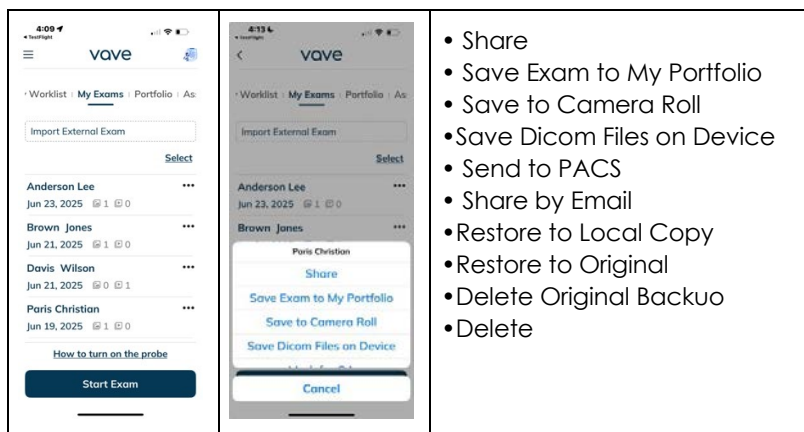 4:09
TestFlight
vave
Worklist My Exams Portfolio As
Import External Exam
Select
Anderson Lee
Jun 23, 2025 1 0
Brown Jones
Jun 21, 2025 1 0
Davis Wilson
Jun 21, 2025 0 1
Paris Christian
Jun 19, 2025 1 0
How to turn on the probe
Start Exam
4:13
TestFlight
vave
Worklist My Exams Portfolio As
Import External Exam
Select
Anderson Lee
Jun 23, 2025 1 0
Brown Jones
Paris Christian
Share
Save Exam to My Portfolio
Save to Camera Roll
Save Dicom Files on Device
Cancel
• Share
• Save Exam to My Portfolio
• Save to Camera Roll
•Save Dicom Files on Device
• Send to PACS
• Share by Email
•Restore to Local Copy
•Restore to Original
•Delete Original Backuo
•Delete